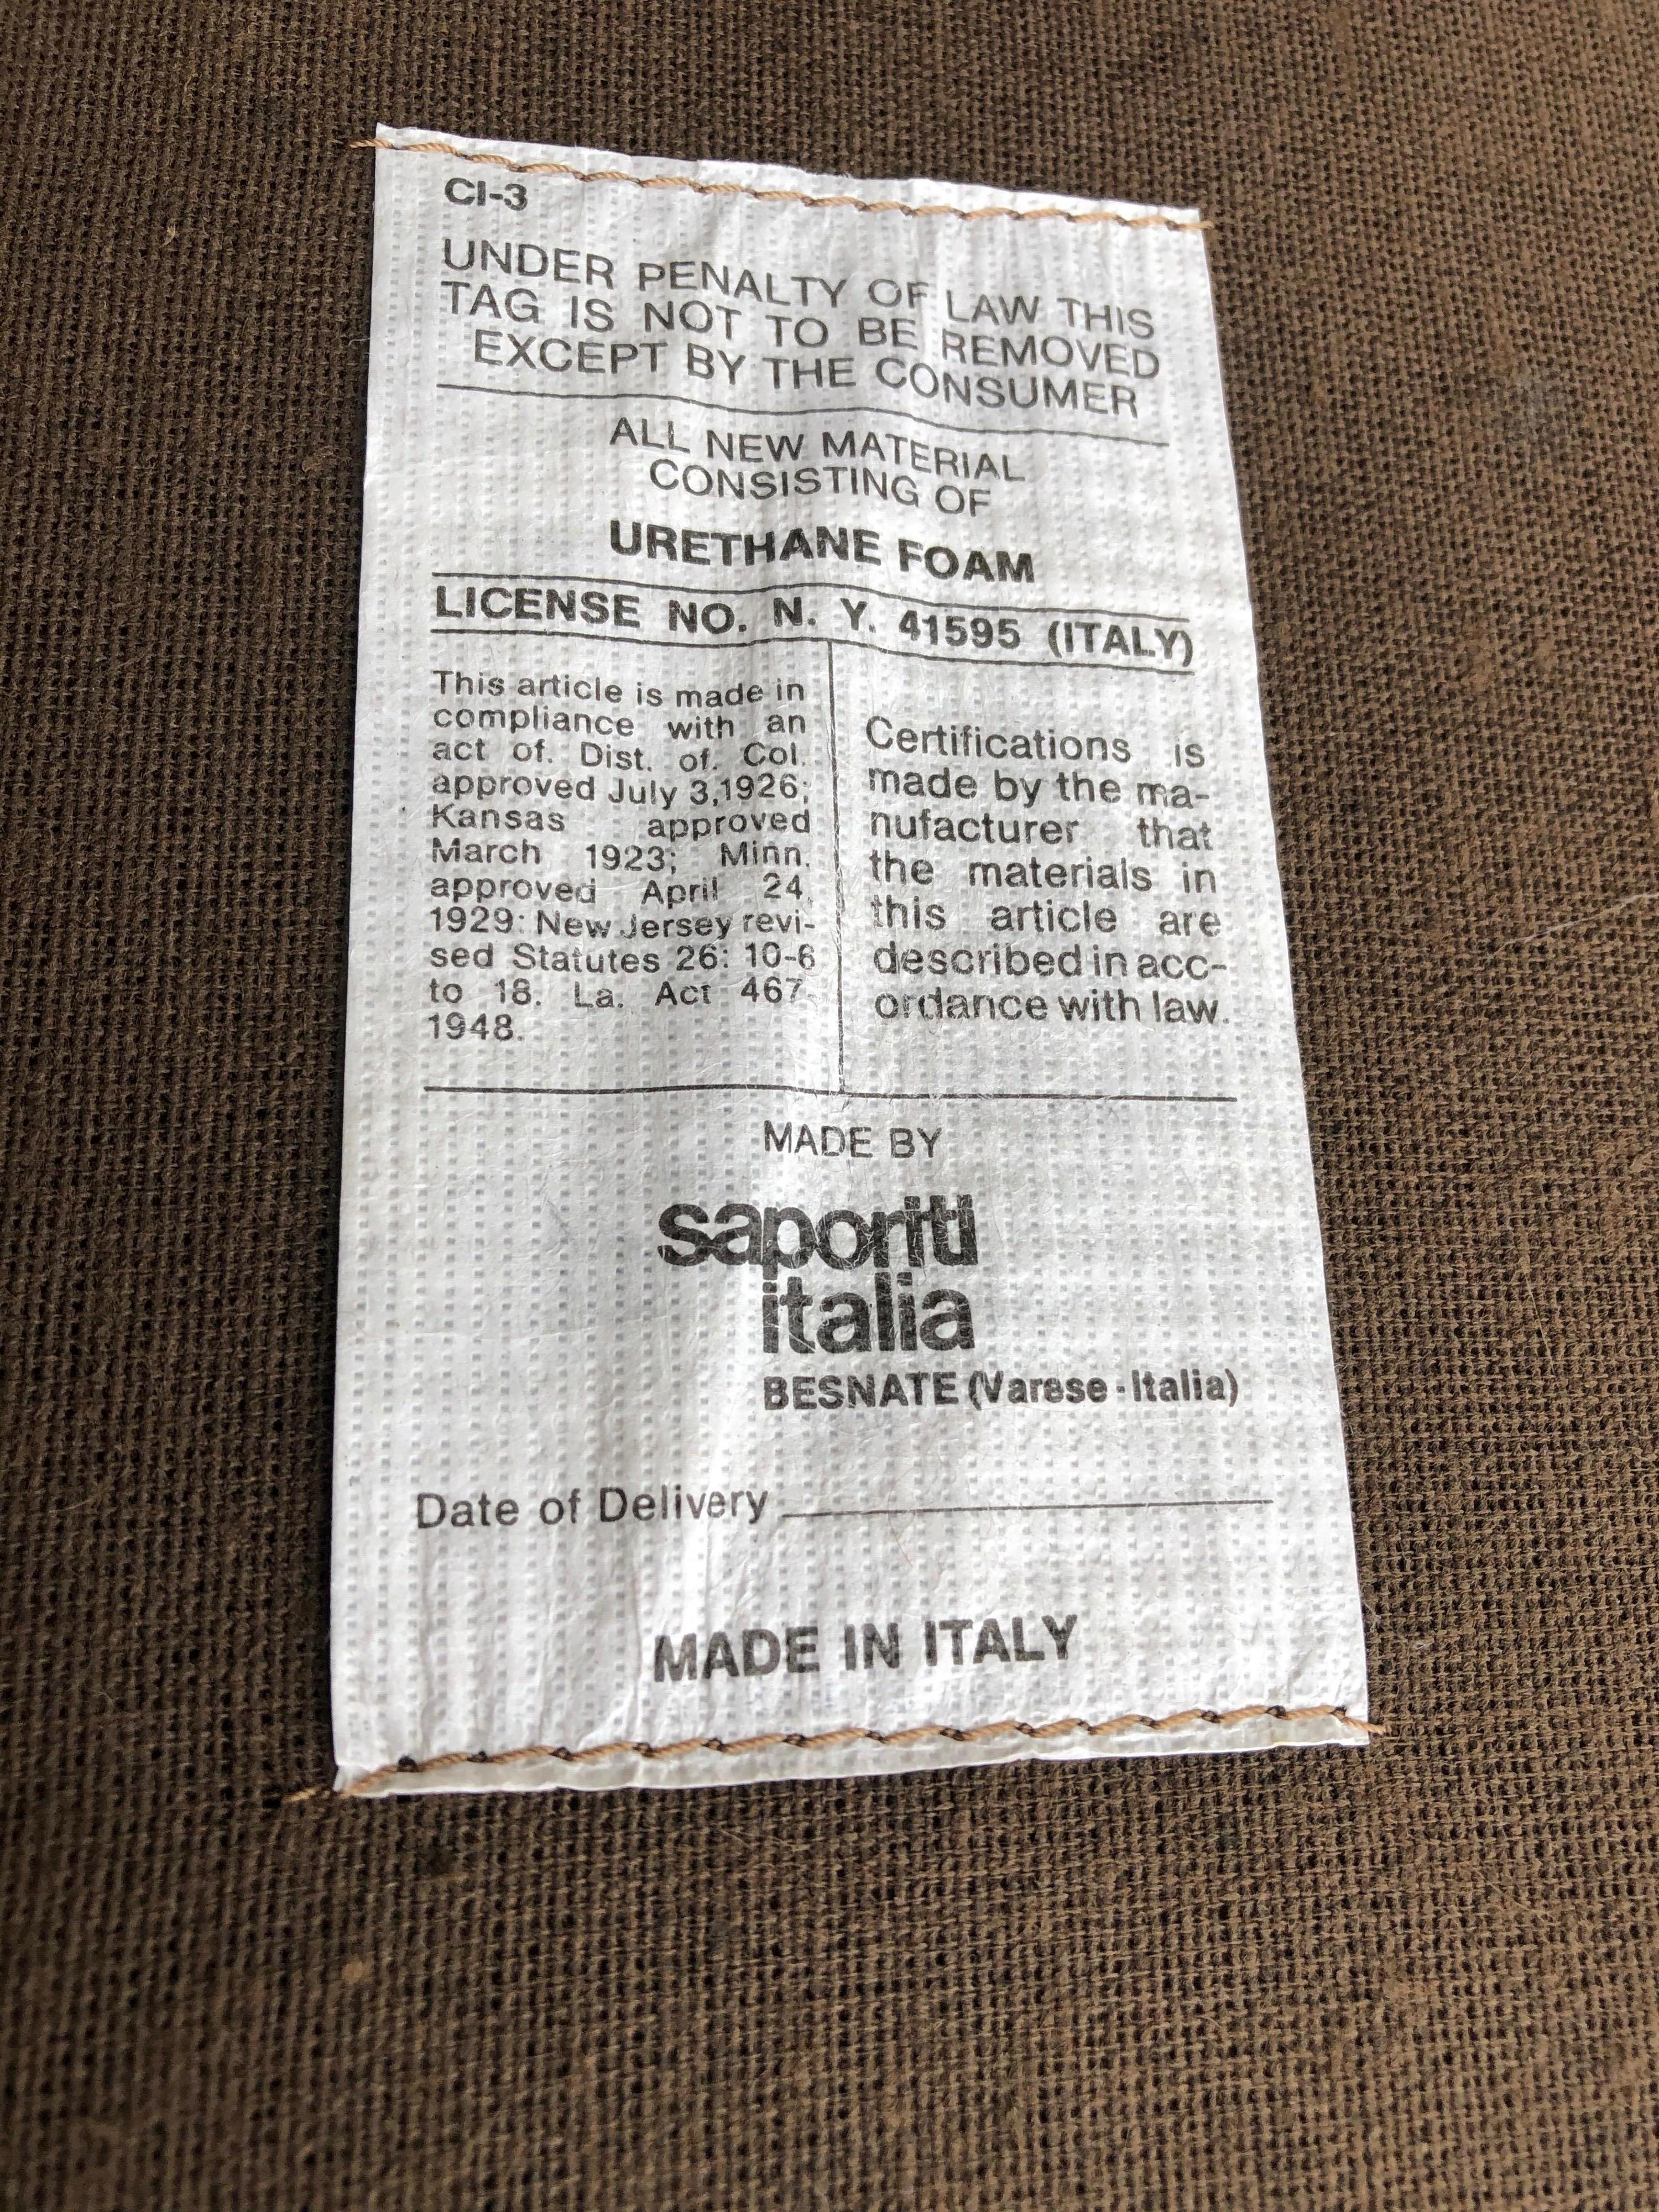 CI-3
UNDER PENALTY OF LAW THIS
TAG IS NOT TO BE REMOVED
EXCEPT BY THE CONSUMER
ALL NEW MATERIAL
CONSISTING OF
URETHANE FOAM
LICENSE NO. N. Y. 41595 (ITALY)
This article is made in
compliance with an
act of. Dist. of. Col.
approved July 3,1926;
Kansas approved
March 1923; Minn.
approved April 24,
1929: New Jersey revi-
sed Statutes 26: 10-6
to 18. La. Act 467,
1948.
Certifications is
made by the ma-
nufacturer that
the materials in
this article are
described in acc-
ordance with law.
MADE BY
saporiti
italia
BESNATE (Varese - Italia)
Date of Delivery
MADE IN ITALY